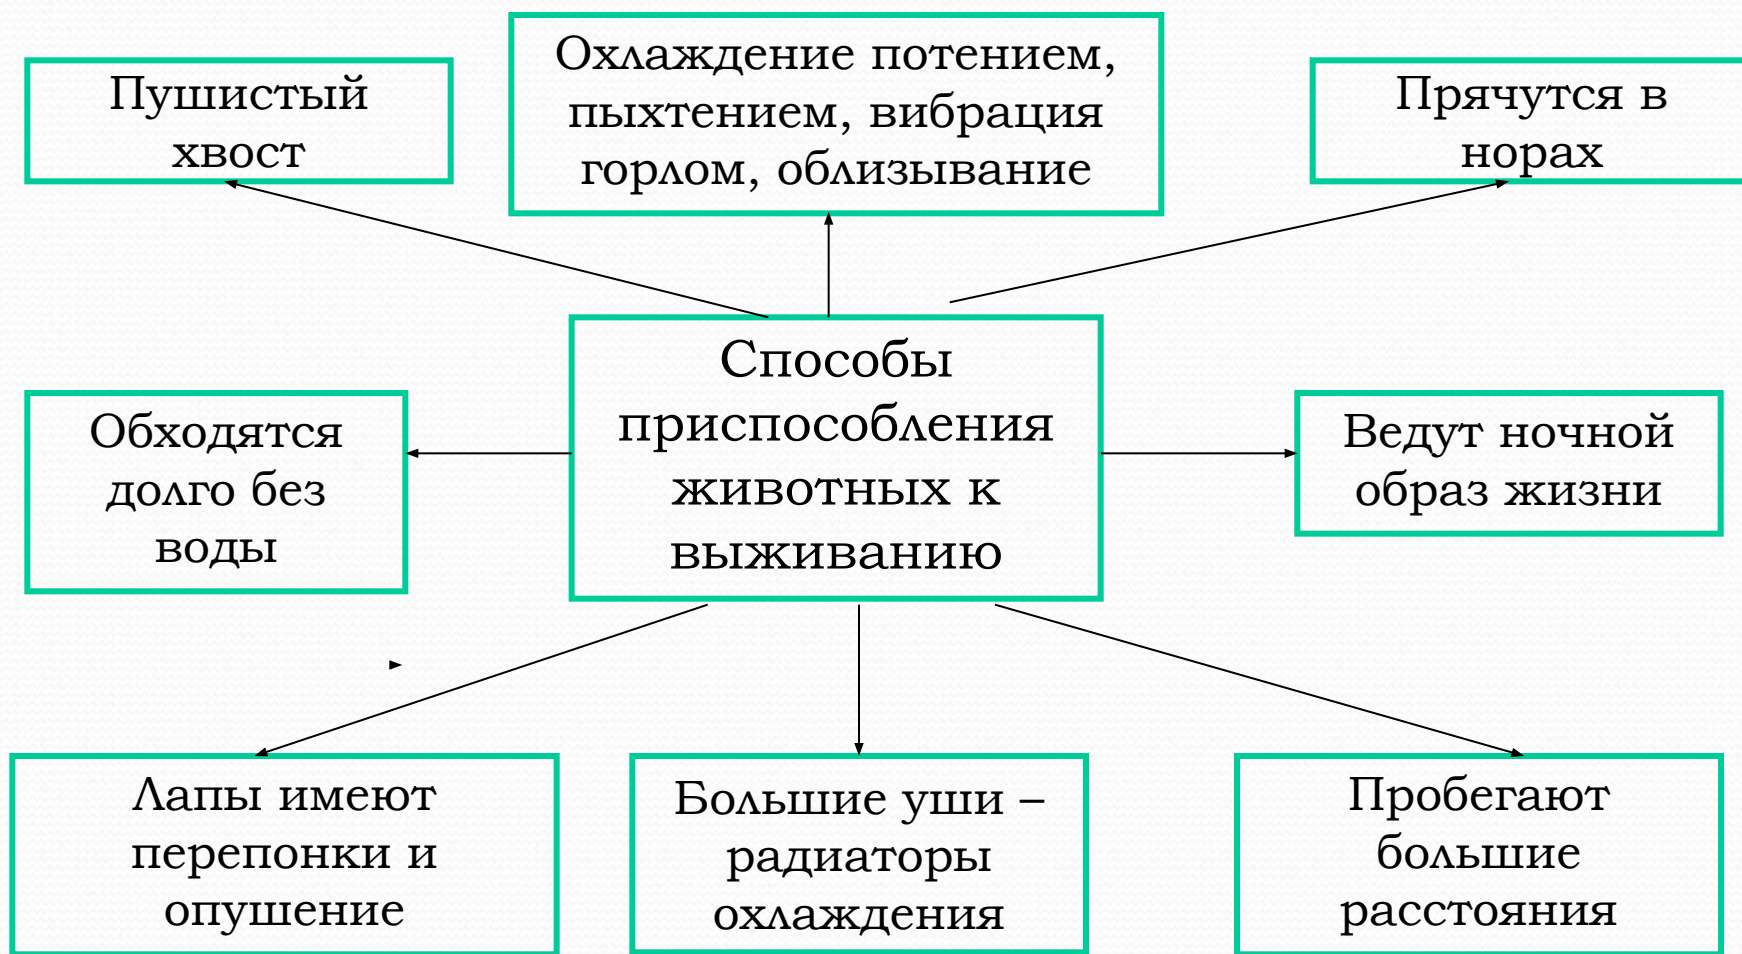 Пушистый
хвост
Охлаждение потением,
пыхтением, вибрация
горлом, облизывание
Прячутся в
норах
Обходятся
долго без
воды
Способы
приспособления
животных к
выживанию
Ведут ночной
образ жизни
Лапы имеют
перепонки и
опушение
Большие уши –
радиаторы
охлаждения
Пробегают
большие
расстояния